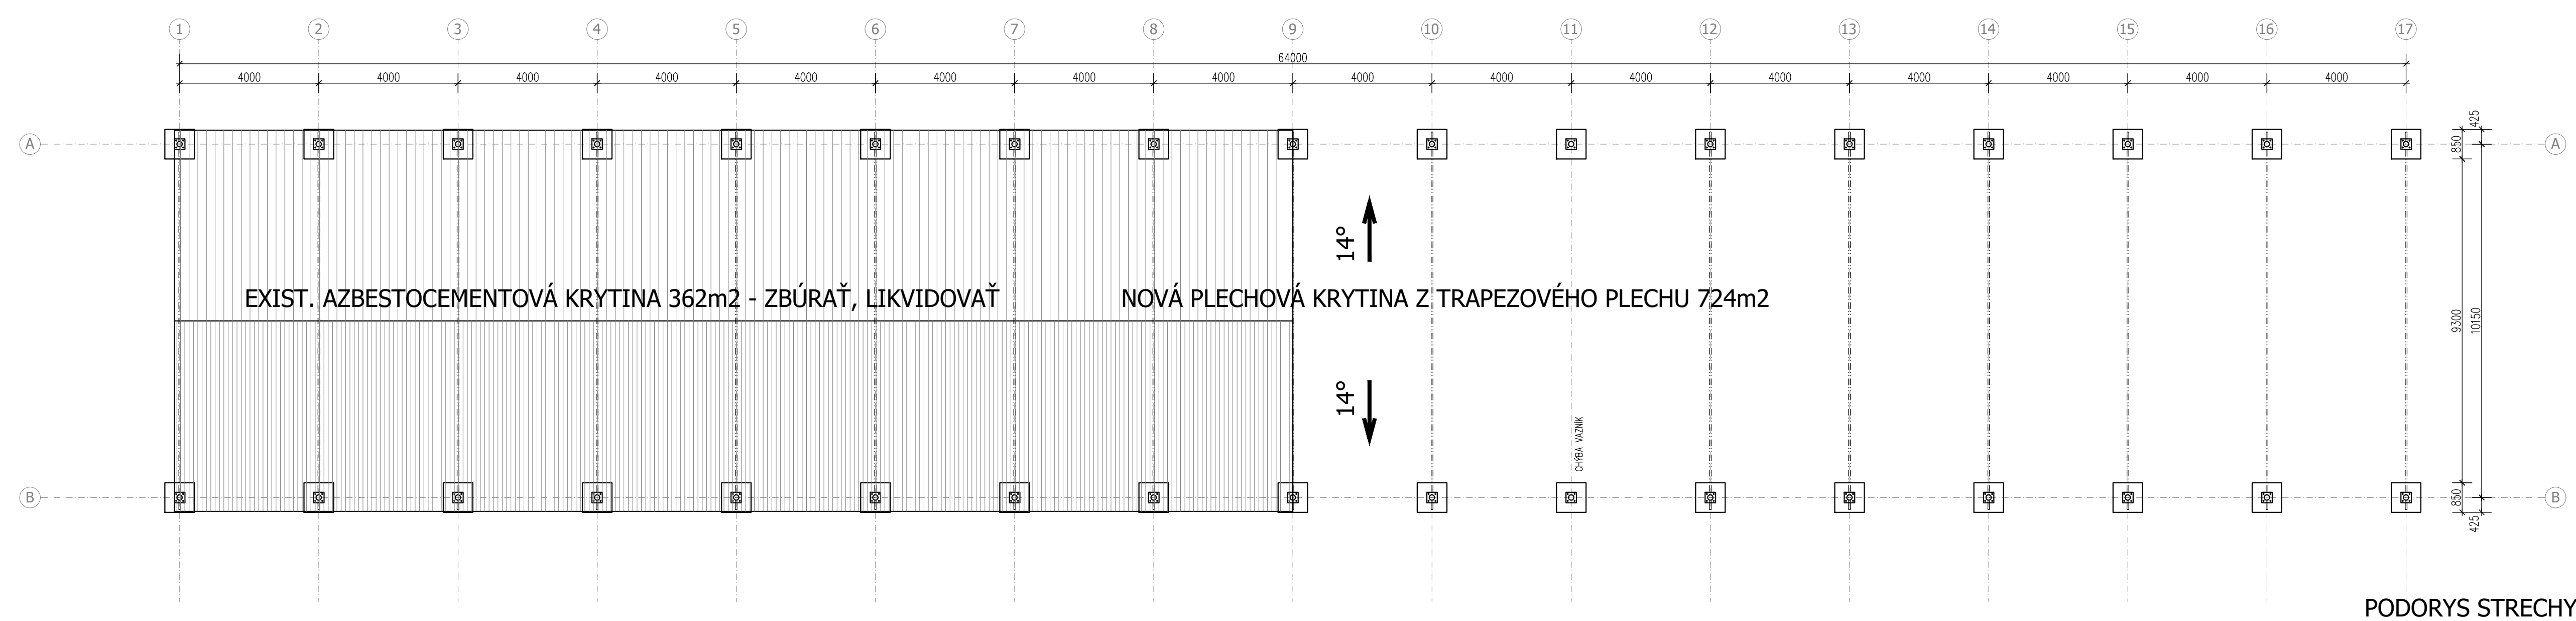 1 2 3 4 5 6 7 8 9 10 11 12 13 14 15 16 17
64000
4000 4000 4000 4000 4000 4000 4000 4000 4000 4000 4000 4000 4000 4000 4000 4000
425
A A
850
14°
EXIST. AZBESTOCEMENTOVÁ KRYTINA 362m2 - ZBÚRAŤ, LIKVIDOVAŤ
NOVÁ PLECHOVÁ KRYTINA Z TRAPEZOVÉHO PLECHU 724m2
9300 10150
14°
CHÝBA VAZNÍK
B B
850
425
PODORYS STRECHY